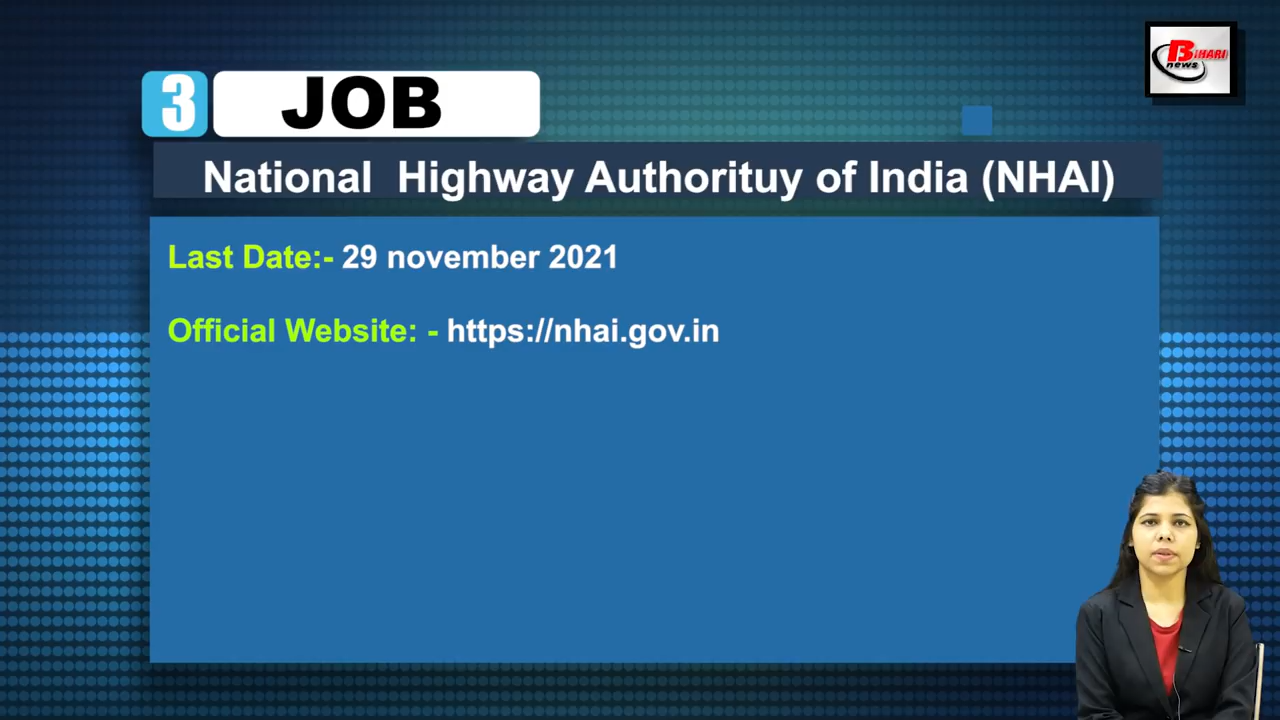 BIHARI
news
3 JOB
National Highway Authorituy of India (NHAI)
Last Date:- 29 november 2021
Official Website: - https://nhai.gov.in